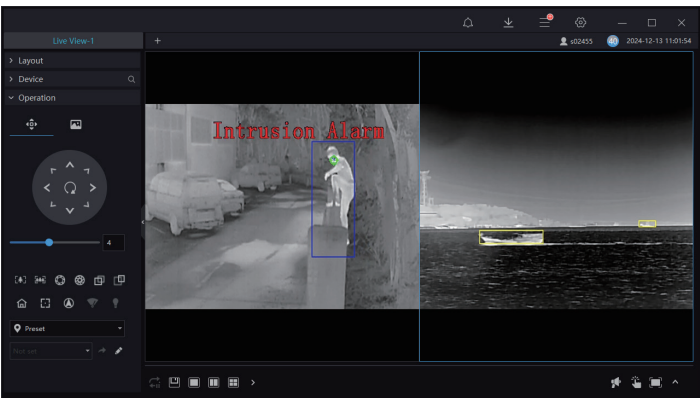 Live View-1
+
s02455
40
2024-12-13 11:01:54
Layout
Device
Operation
4
Preset
Not set
Intrusion Alarm